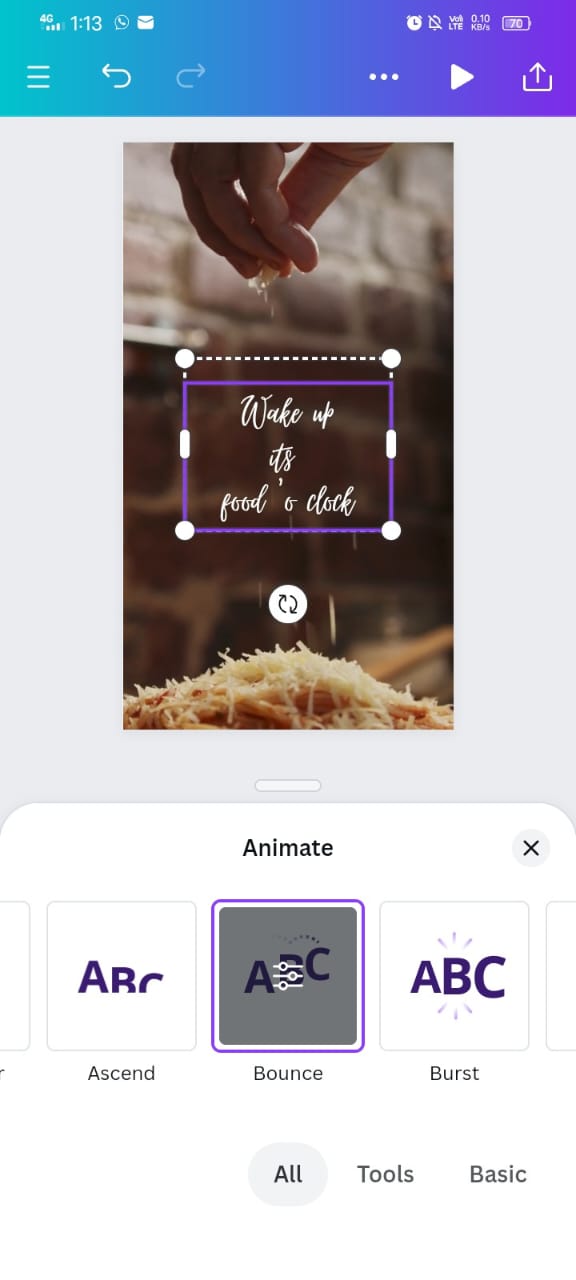 4G 1:13 Vo)) LTE 0.10 KB/s 70
Wake up
its
food 'o clock
Animate
ABC ABC ABC
r Ascend Bounce Burst
All Tools Basic